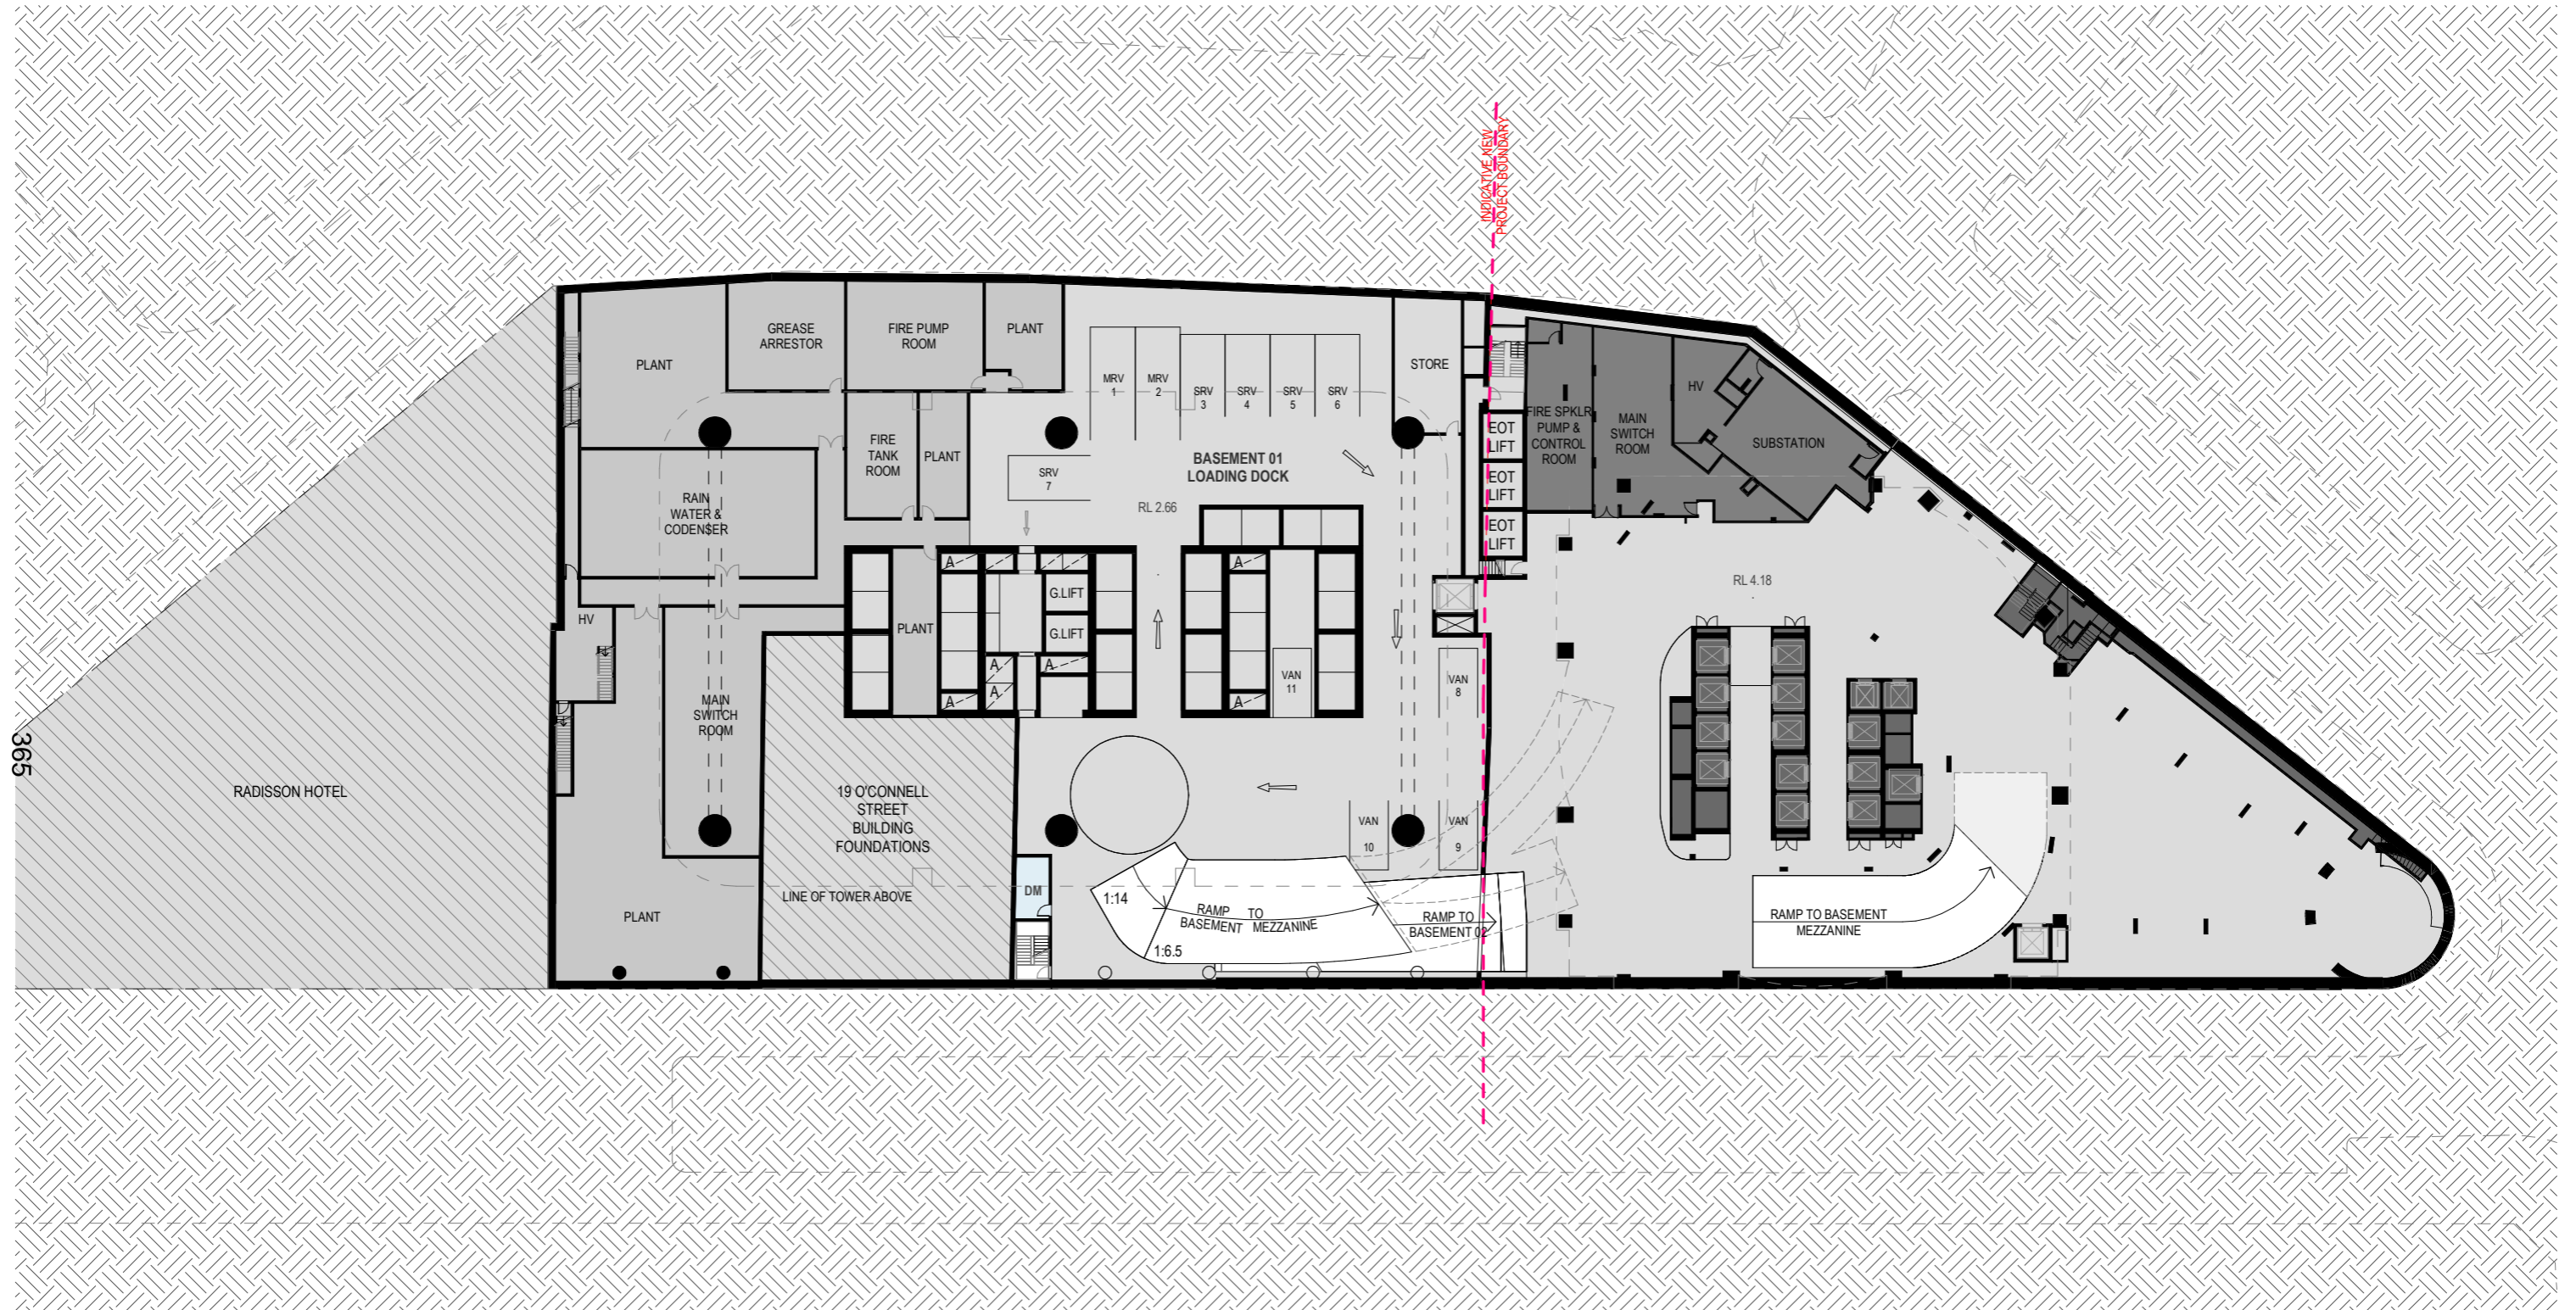 INDICATIVE NEW
PROJECT BOUNDARY
PLANT
GREASE
ARRESTOR
FIRE PUMP
ROOM
PLANT
MRV
1
MRV
2
SRV
3
SRV
4
SRV
5
SRV
6
STORE
FIRE
TANK
ROOM
PLANT
SRV
7
BASEMENT 01
LOADING DOCK
RL 2.66
EOT
LIFT
EOT
LIFT
EOT
LIFT
FIRE SPKLR
PUMP &
CONTROL
ROOM
MAIN
SWITCH
ROOM
HV
SUBSTATION
RAIN
WATER &
CODENSER
RL 4.18
HV
PLANT
A
A
G.LIFT
G.LIFT
A
A
A
A
A
VAN
11
VAN
8
MAIN
SWITCH
ROOM
365
RADISSON HOTEL
19 O'CONNELL
STREET
BUILDING
FOUNDATIONS
LINE OF TOWER ABOVE
VAN
10
VAN
9
DM
1:14
RAMP TO
BASEMENT MEZZANINE
1:6.5
RAMP TO
BASEMENT 02
RAMP TO BASEMENT
MEZZANINE
PLANT